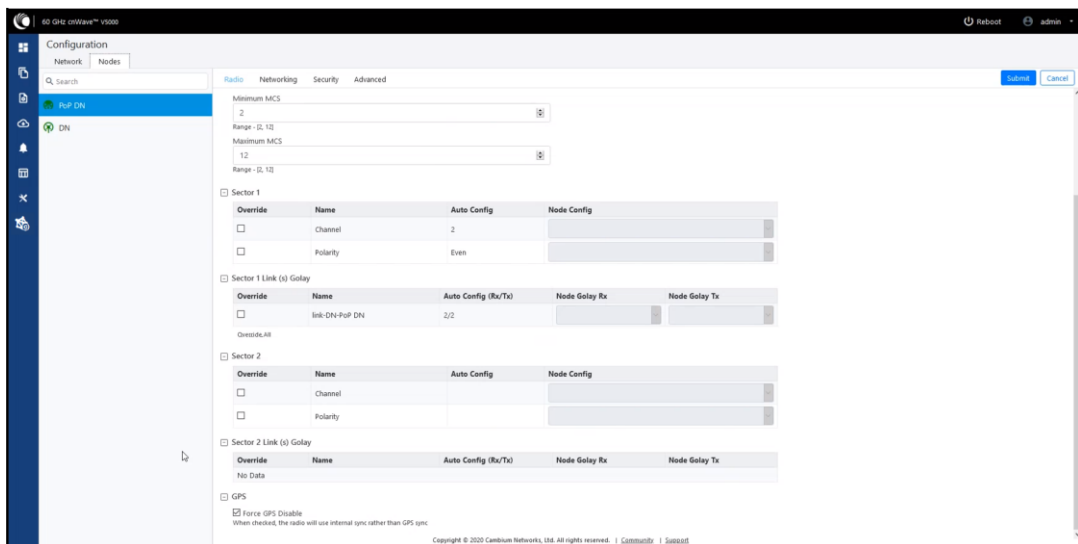 60 GHz cnWave™ V5000
Reboot
admin
Configuration
Network Nodes
Search
Radio Networking Security Advanced
Submit Cancel
PoP DN
DN
Minimum MCS
2
Range - [2, 12]
Maximum MCS
12
Range - [2, 12]
Sector 1
Override Name Auto Config Node Config
Channel 2
Polarity Even
Sector 1 Link (s) Golay
Override Name Auto Config (Rx/Tx) Node Golay Rx Node Golay Tx
link-DN-PoP DN 2/2
Override All
Sector 2
Override Name Auto Config Node Config
Channel
Polarity
Sector 2 Link (s) Golay
Override Name Auto Config (Rx/Tx) Node Golay Rx Node Golay Tx
No Data
GPS
Force GPS Disable
When checked, the radio will use internal sync rather than GPS sync
Copyright © 2020 Cambium Networks, Ltd. All rights reserved. | Community | Support